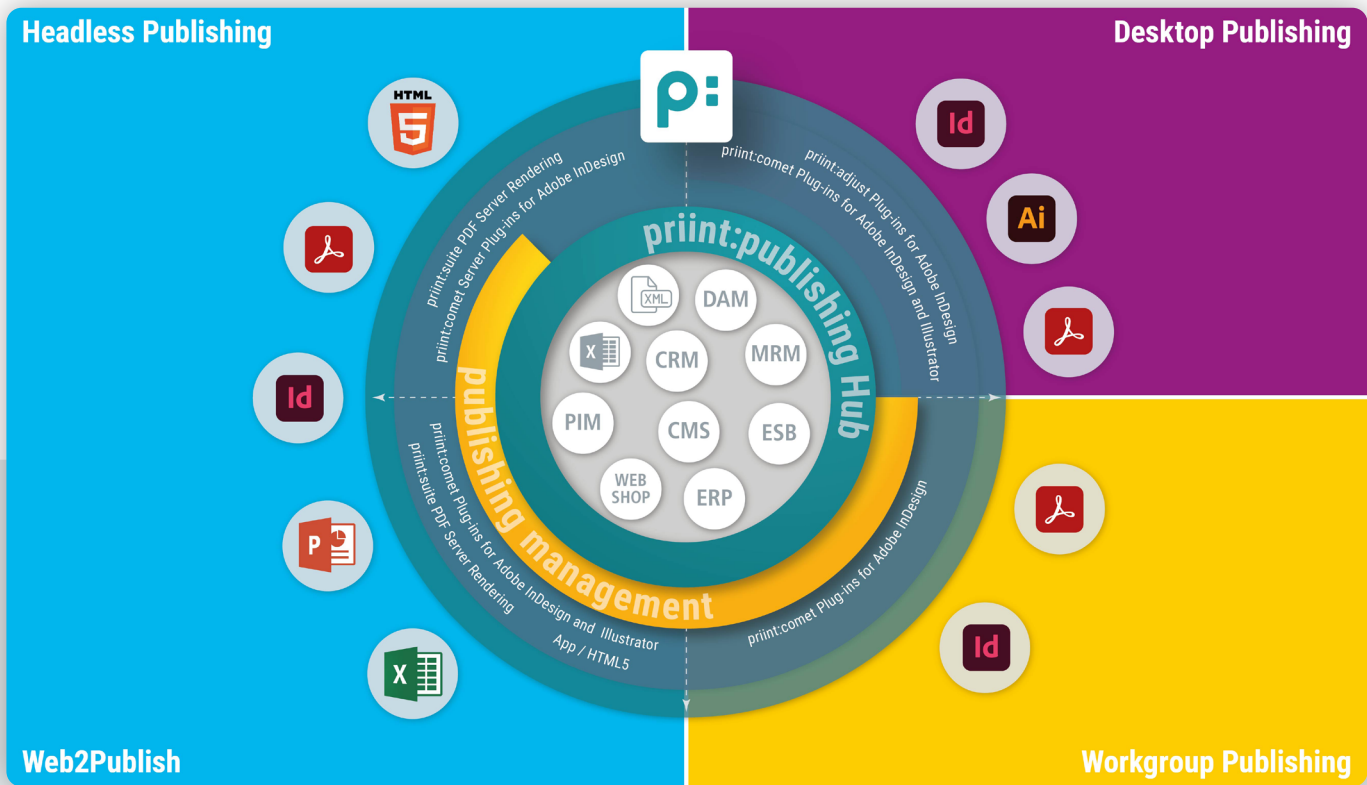 Headless Publishing
Desktop Publishing
p:
HTML
5
Id
Ai
Id
P
X
Id
priint:suite PDF Server Rendering
priint:comet Server Plug-ins for Adobe InDesign
priint:adjust Plug-ins for Adobe InDesign
priint:comet Plug-ins for Adobe InDesign and Illustrator
priint:publishing Hub
XML
DAM
X
CRM
MRM
PIM
CMS
ESB
WEB
SHOP
ERP
publishing management
priint:comet Plug-ins for Adobe InDesign and Illustrator
priint:suite PDF Server Rendering
App / HTML5
priint:comet Plug-ins for Adobe InDesign
Web2Publish
Workgroup Publishing